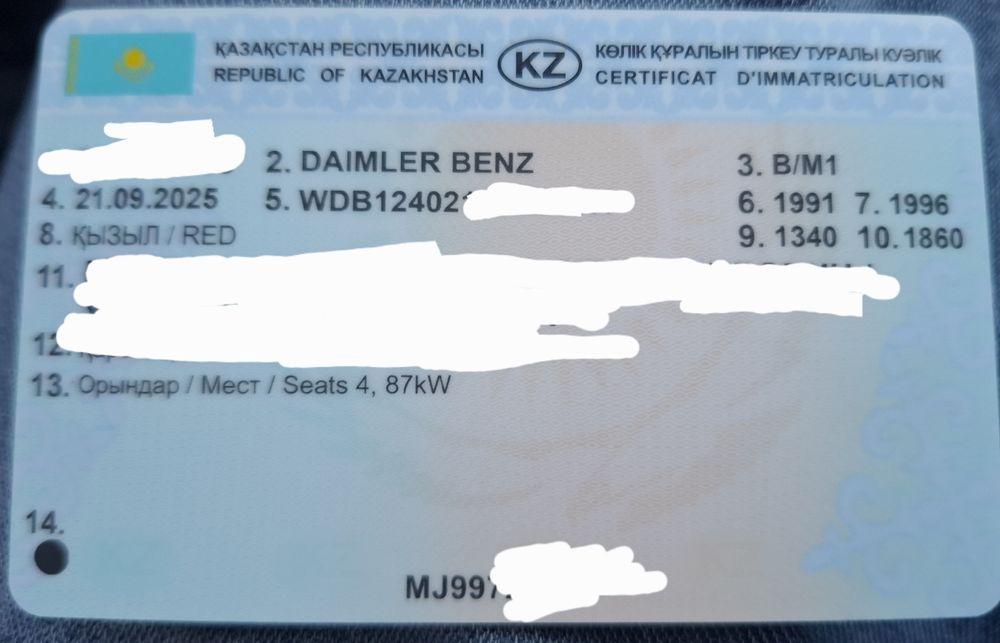 ҚАЗАҚСТАН РЕСПУБЛИКАСЫ
REPUBLIC OF KAZAKHSTAN
KZ
КӨЛІК ҚҰРАЛЫН ТІРКЕУ ТУРАЛЫ КУӘЛІК
CERTIFICAT D'IMMATRICULATION
2. DAIMLER BENZ 3. B/M1
4. 21.09.2025 5. WDB12402 6. 1991 7. 1996
8. ҚЫЗЫЛ / RED 9. 1340 10. 1860
11.
12.
13. Орындар / Мест / Seats 4, 87kW
14.
MJ997